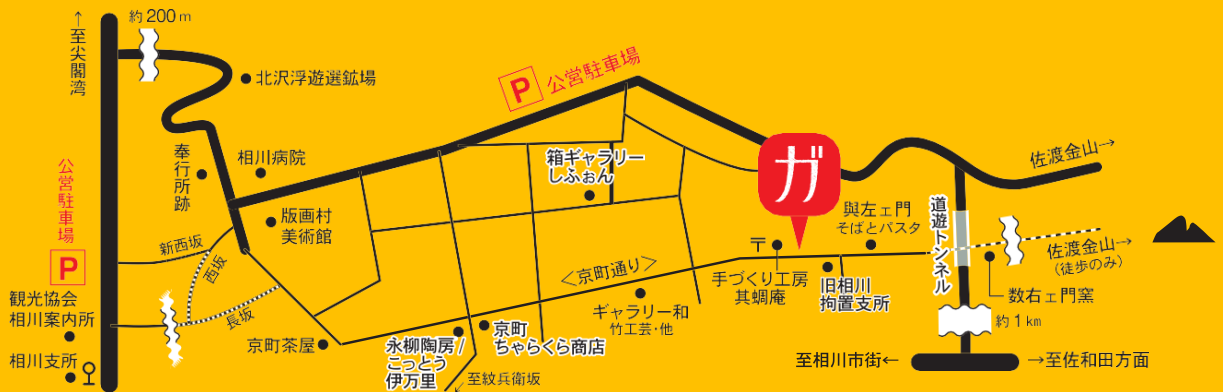 ↑至尖閣湾
約200m
北沢浮遊選鉱場
P 公営駐車場
公営駐車場
P
奉行所跡
相川病院
版画村
美術館
新西坂
西坂
長坂
観光協会
相川案内所
相川支所
京町茶屋
箱ギャラリー
しふぉん
ガ
〒
手づくり工房
其蜩庵
與左ェ門
そばとパスタ
旧相川
拘置支所
<京町通り>
ギャラリー和
竹工芸・他
京町
ちゃらくら商店
永柳陶房/
こっとう
伊万里
至紋兵衛坂
道遊トンネル
佐渡金山→
佐渡金山→
(徒歩のみ)
数右ェ門窯
約1km
至相川市街←
→至佐和田方面